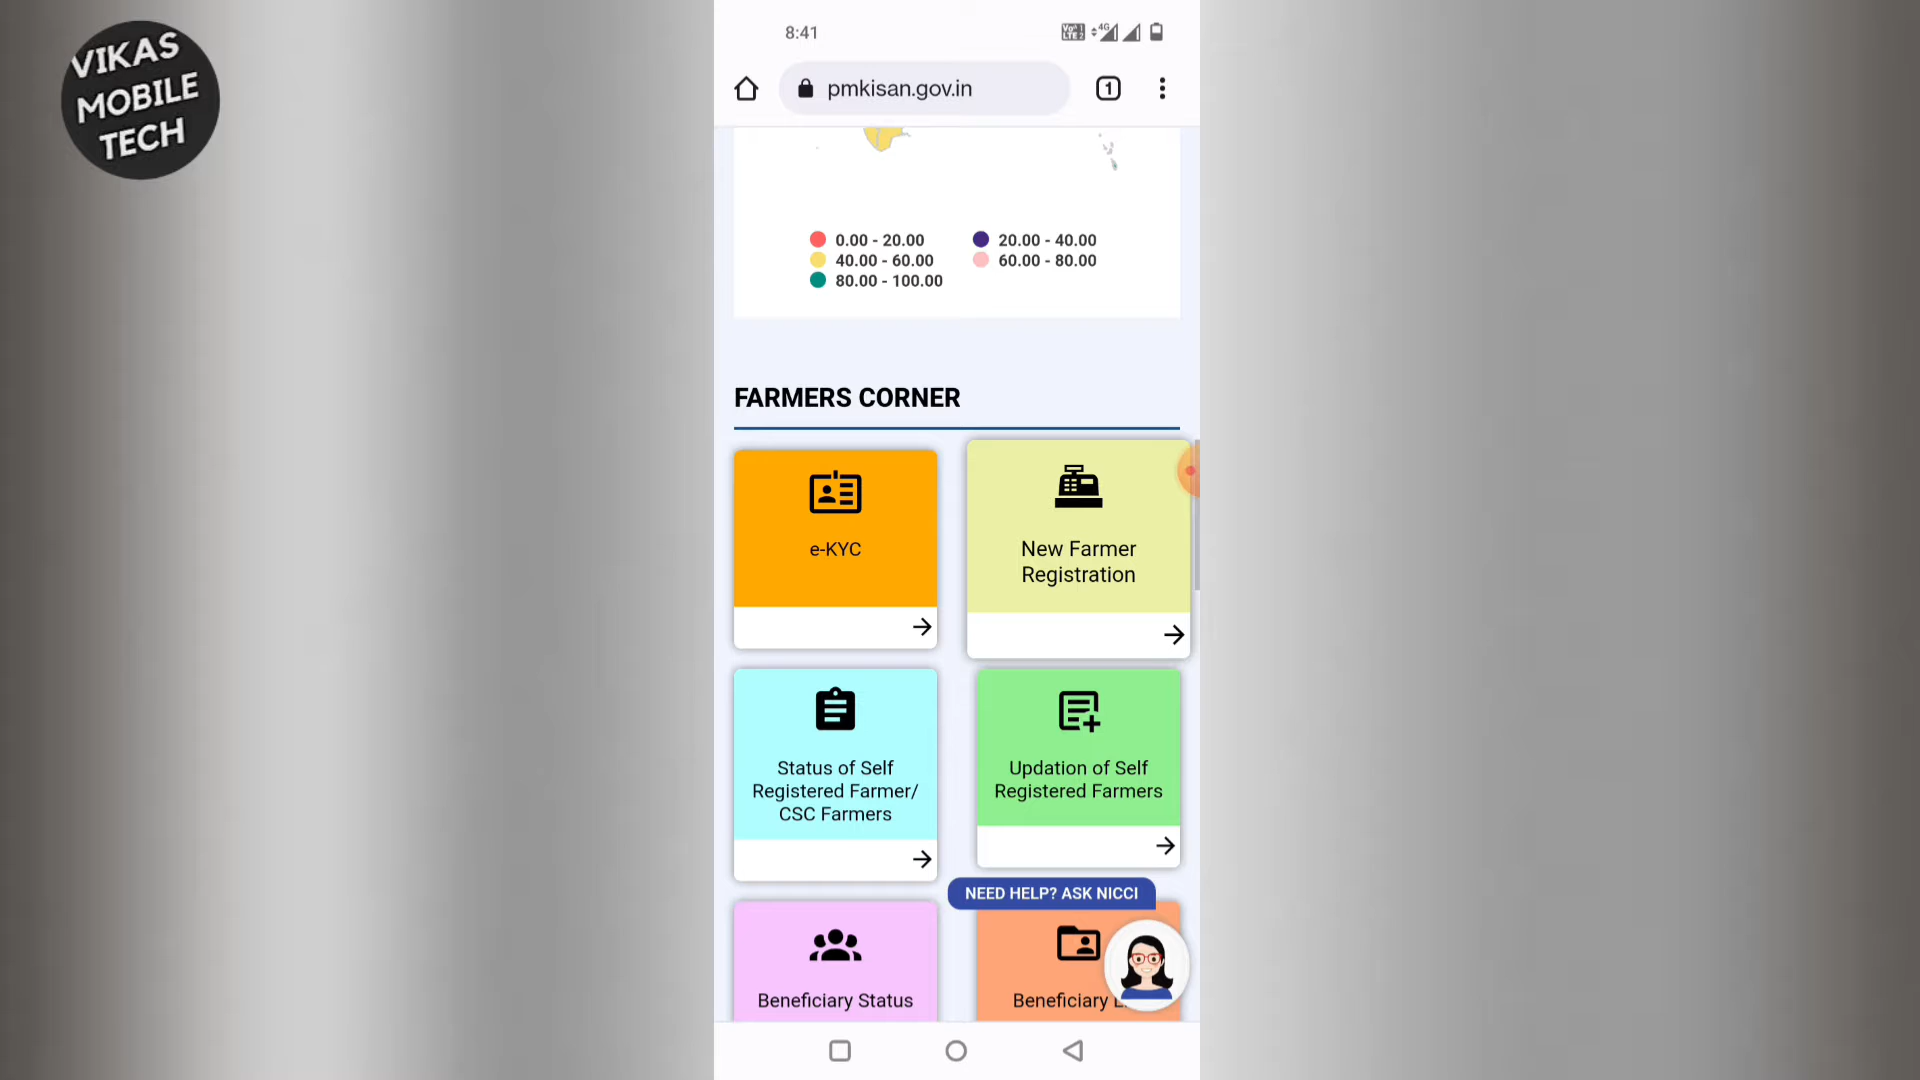 VIKAS
MOBILE
TECH
8:41
4G
pmkisan.gov.in
1
0.00 - 20.00
20.00 - 40.00
40.00 - 60.00
60.00 - 80.00
80.00 - 100.00
FARMERS CORNER
e-KYC
New Farmer
Registration
Status of Self
Registered Farmer/
CSC Farmers
Updation of Self
Registered Farmers
NEED HELP? ASK NICCI
Beneficiary Status
Beneficiary